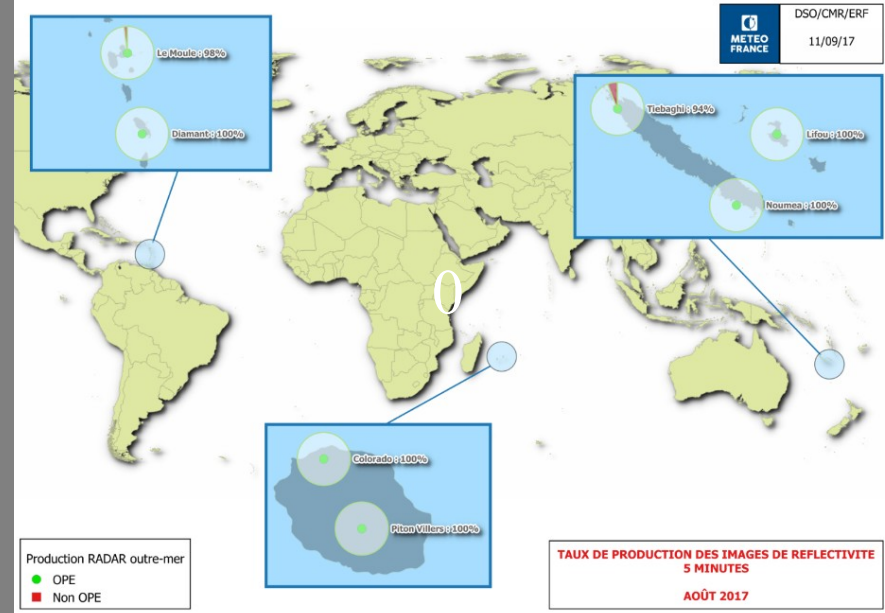 DSO/CMR/ERF
METEO
FRANCE
11/09/17
Le Moule : 98%
Diamant : 100%
Tiebaghi : 94%
Lifou : 100%
Noumea : 100%
0
Colorado : 100%
Piton Villers : 100%
Production RADAR outre-mer
OPE
Non OPE
TAUX DE PRODUCTION DES IMAGES DE REFLECTIVITE
5 MINUTES
AOÛT 2017